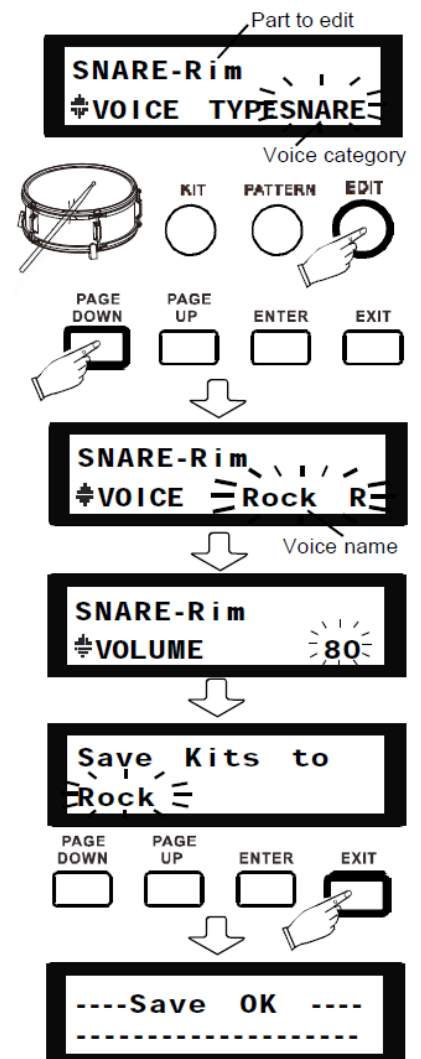 Part to edit
SNARE-Rim
VOICE TYPESNARE
Voice category
KIT PATTERN EDIT
PAGE DOWN PAGE UP ENTER EXIT
SNARE-Rim
VOICE Rock R
Voice name
SNARE-Rim
VOLUME 80
Save Kits to
Rock
PAGE DOWN PAGE UP ENTER EXIT
----Save OK ----
--------------------